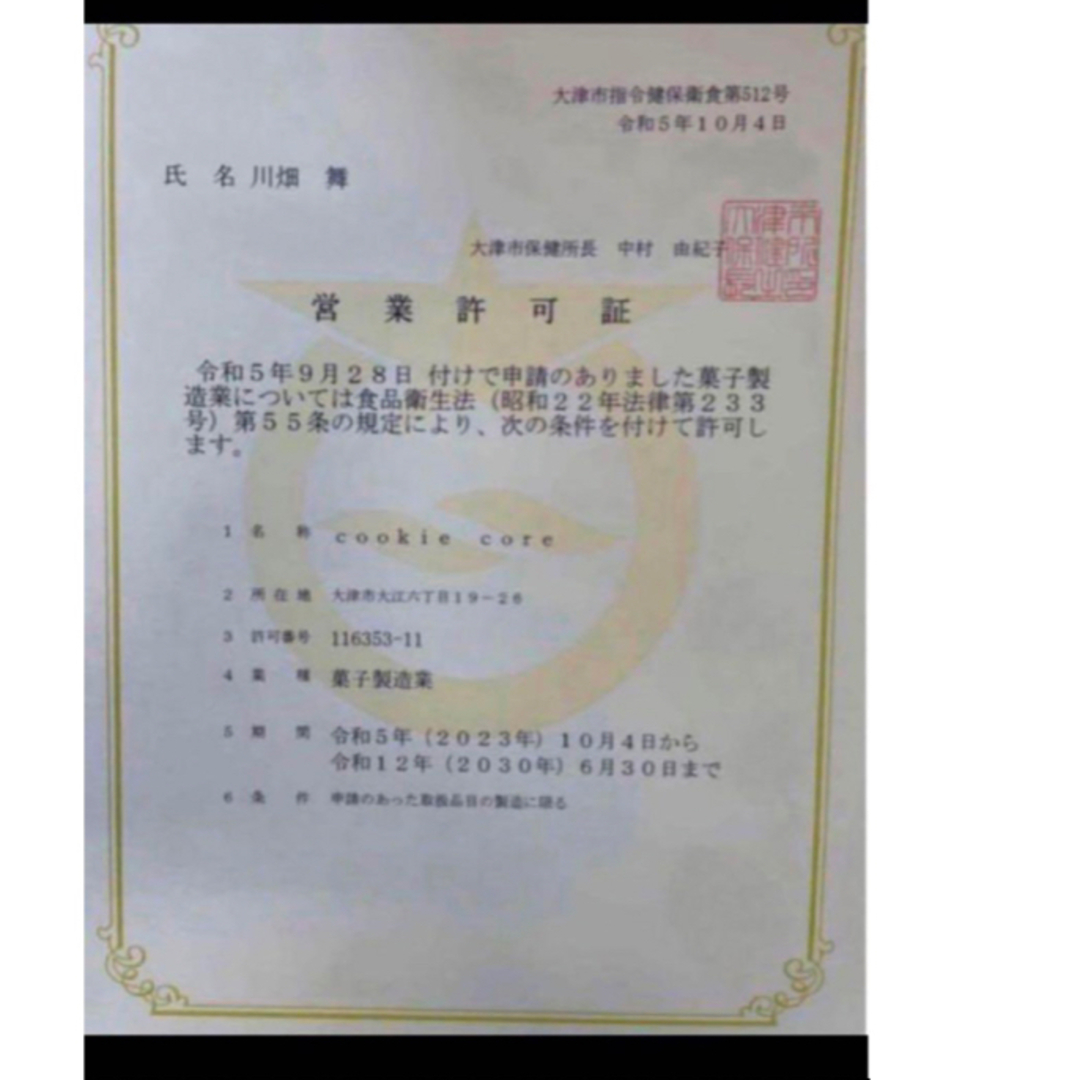 大津市指令健保衛食第512号
令和5年10月4日
氏 名 川畑 舞
大津市保健所長 中村 由紀子
大津市保健所長之印
営業許可証
令和5年9月28日 付けで申請のありました菓子製
造業については食品衛生法（昭和22年法律第233
号）第55条の規定により、次の条件を付けて許可し
ます。
1 名 称 cookie core
2 所在地 大津市大江六丁目19－26
3 許可番号 116353-11
4 業 種 菓子製造業
5 期 間 令和5年（2023年）10月4日から
令和12年（2030年）6月30日まで
6 条 件 申請のあった取扱品目の製造に限る